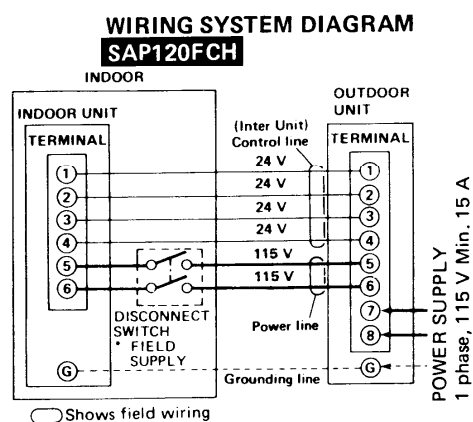 WIRING SYSTEM DIAGRAM
SAP120FCH
INDOOR
OUTDOOR
UNIT
INDOOR UNIT
TERMINAL
(Inter Unit)
Control line
TERMINAL
24 V
1
1
24 V
2
2
24 V
3
3
24 V
4
4
115 V
5
5
115 V
6
6
7
8
DISCONNECT
SWITCH
* FIELD
SUPPLY
Power line
G
G
Grounding line
POWER SUPPLY
1 phase, 115 V Min. 15 A
Shows field wiring